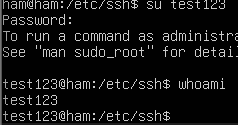 ham@ham:/etc/ssh$ su test123
Password:
To run a command as administra
See "man sudo_root" for detail
test123@ham:/etc/ssh$ whoami
test123
test123@ham:/etc/ssh$